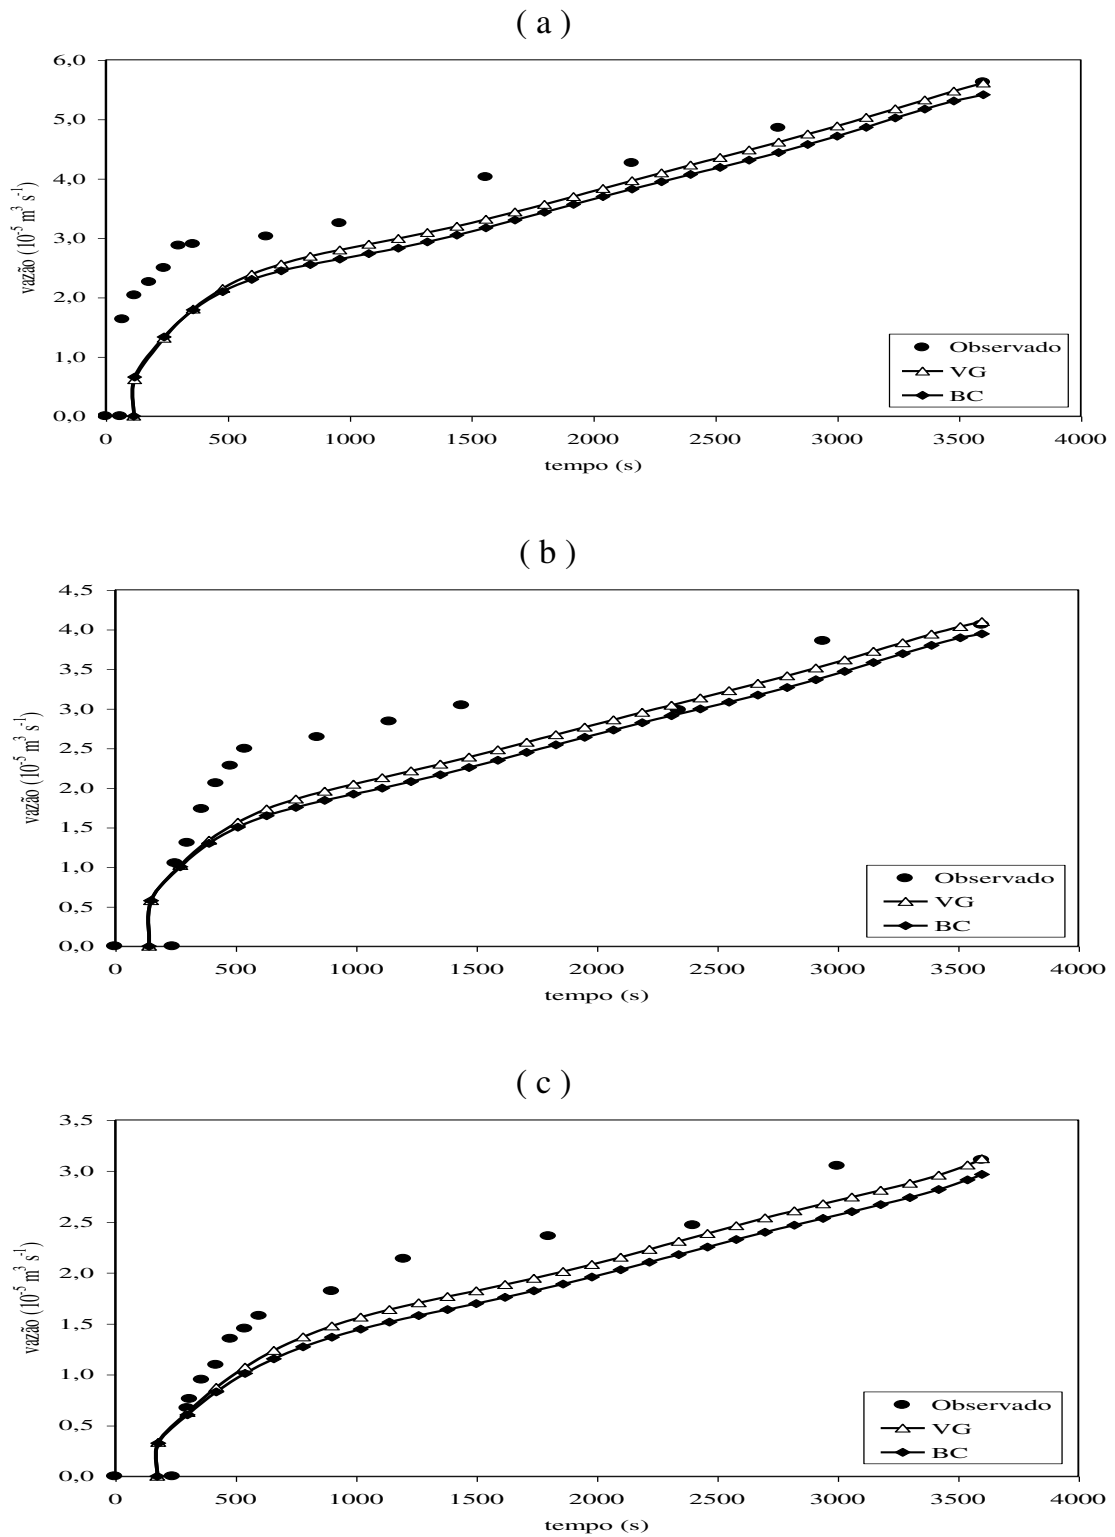 ( a )
6,0
5,0
4,0
3,0
2,0
1,0
0,0
vazão (10⁻⁵ m³ s⁻¹)
Observado
VG
BC
0 500 1000 1500 2000 2500 3000 3500 4000
tempo (s)
( b )
4,5
4,0
3,5
3,0
2,5
2,0
1,5
1,0
0,5
0,0
vazão (10⁻⁵ m³ s⁻¹)
Observado
VG
BC
0 500 1000 1500 2000 2500 3000 3500 4000
tempo (s)
( c )
3,5
3,0
2,5
2,0
1,5
1,0
0,5
0,0
vazão (10⁻⁵ m³ s⁻¹)
Observado
VG
BC
0 500 1000 1500 2000 2500 3000 3500 4000
tempo (s)